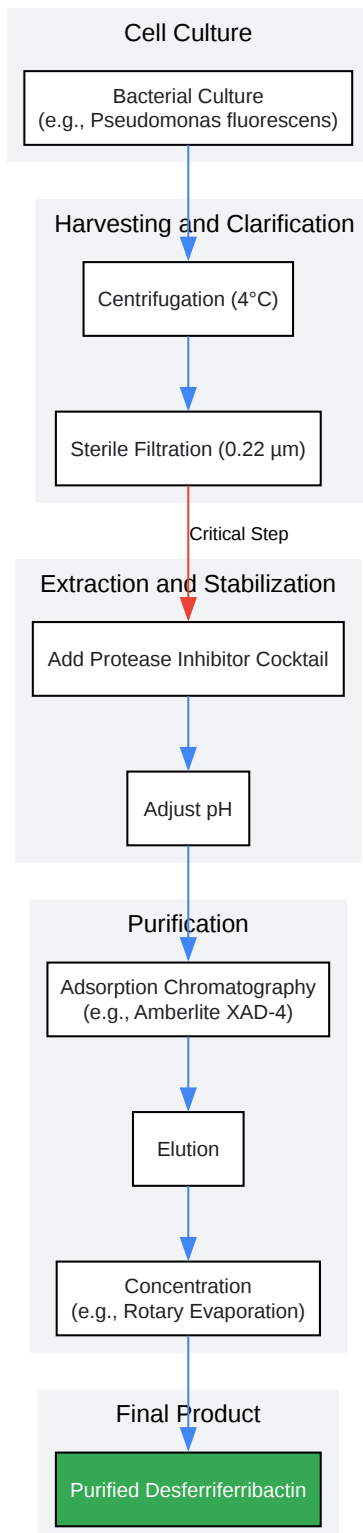 Cell Culture
Bacterial Culture
(e.g., Pseudomonas fluorescens)
Harvesting and Clarification
Centrifugation (4°C)
Sterile Filtration (0.22 µm)
Critical Step
Extraction and Stabilization
Add Protease Inhibitor Cocktail
Adjust pH
Purification
Adsorption Chromatography
(e.g., Amberlite XAD-4)
Elution
Concentration
(e.g., Rotary Evaporation)
Final Product
Purified Desferriferribactin